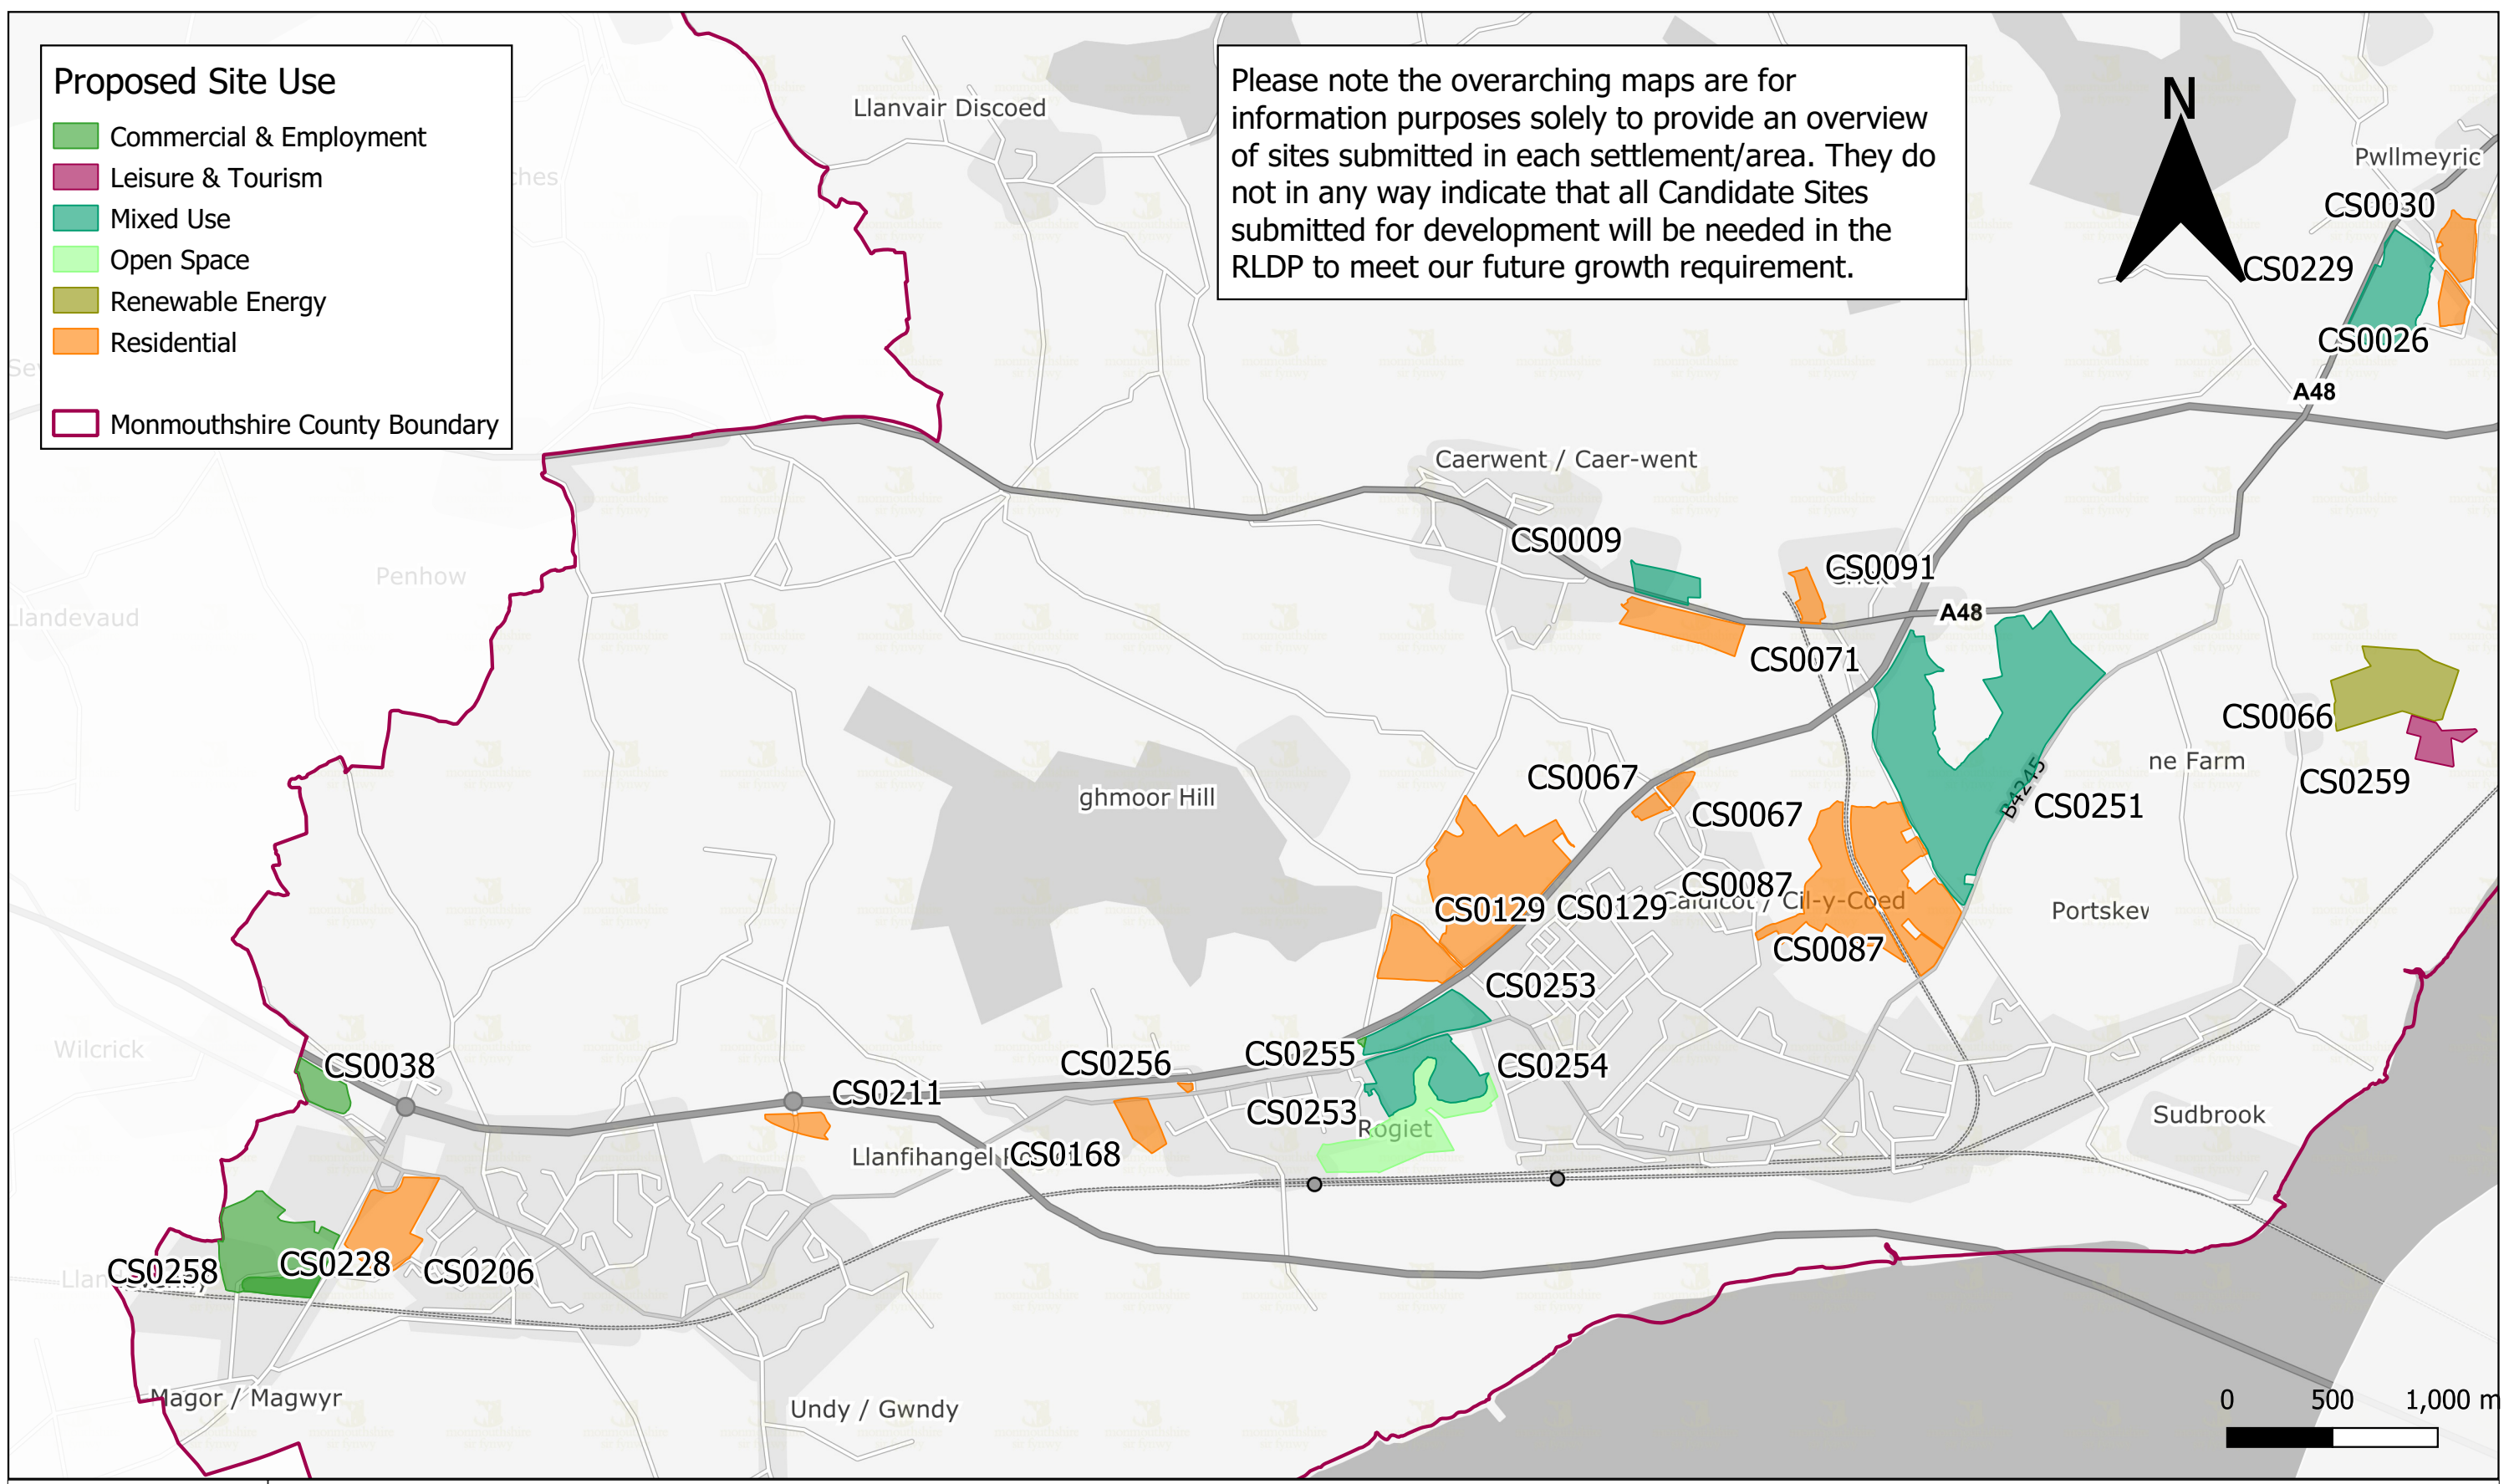 Proposed Site Use
Commercial & Employment
Leisure & Tourism
Mixed Use
Open Space
Renewable Energy
Residential
Monmouthshire County Boundary
Please note the overarching maps are for
information purposes solely to provide an overview
of sites submitted in each settlement/area. They do
not in any way indicate that all Candidate Sites
submitted for development will be needed in the
RLDP to meet our future growth requirement.
N
Llanvair Discoed
ches
Pwllmeyric
CS0030
CS0229
CS0026
A48
Se
Caerwent / Caer-went
CS0009
CS0091
Penhow
Llandevaud
A48
CS0071
CS0066
ne Farm
CS0259
ghmoor Hill
CS0067
CS0067
B4245
CS0251
CS0087
Caldicot / Cil-y-Coed
CS0129
CS0129
Portskew
CS0087
CS0253
Wilcrick
CS0038
CS0256
CS0255
CS0254
CS0211
CS0253
Rogiet
Sudbrook
Llanfihangel
CS0168
CS0258
CS0228
CS0206
Magor / Magwyr
Undy / Gwndy
0 500 1,000 m